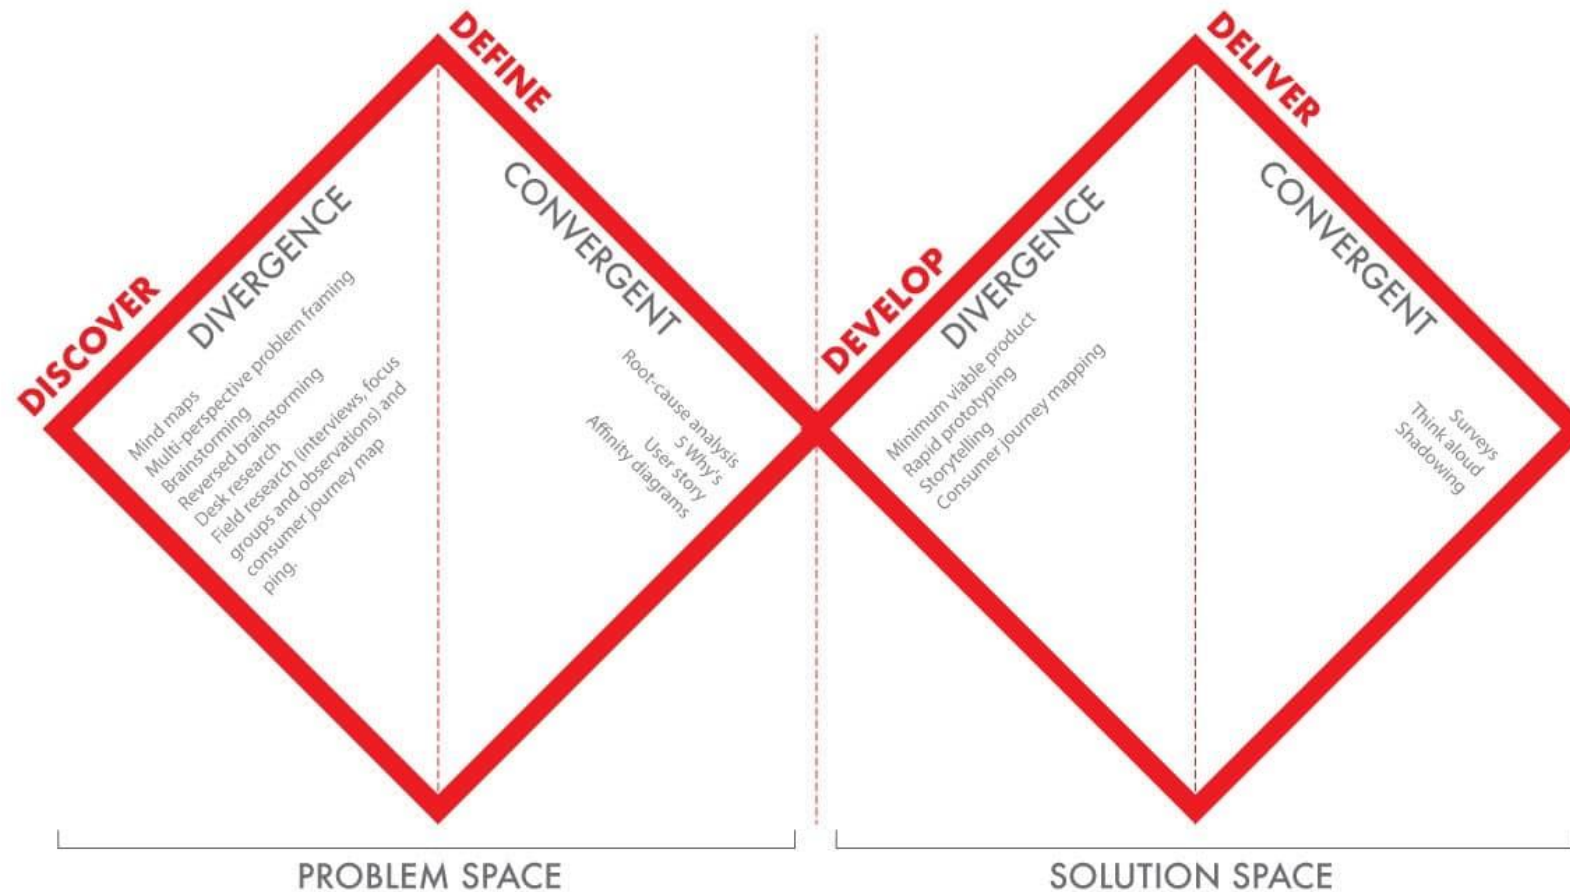 DISCOVER
DIVERGENCE
Mind maps
Multi-perspective problem framing
Brainstorming
Reversed brainstorming
Desk research
Field research (interviews, focus
groups and observations) and
consumer journey map
ping.
DEFINE
CONVERGENT
Root-cause analysis
5 Why's
User story
Affinity diagrams
DEVELOP
DIVERGENCE
Minimum viable product
Rapid prototyping
Storytelling
Consumer journey mapping
DELIVER
CONVERGENT
Surveys
Think aloud
Shadowing
PROBLEM SPACE
SOLUTION SPACE